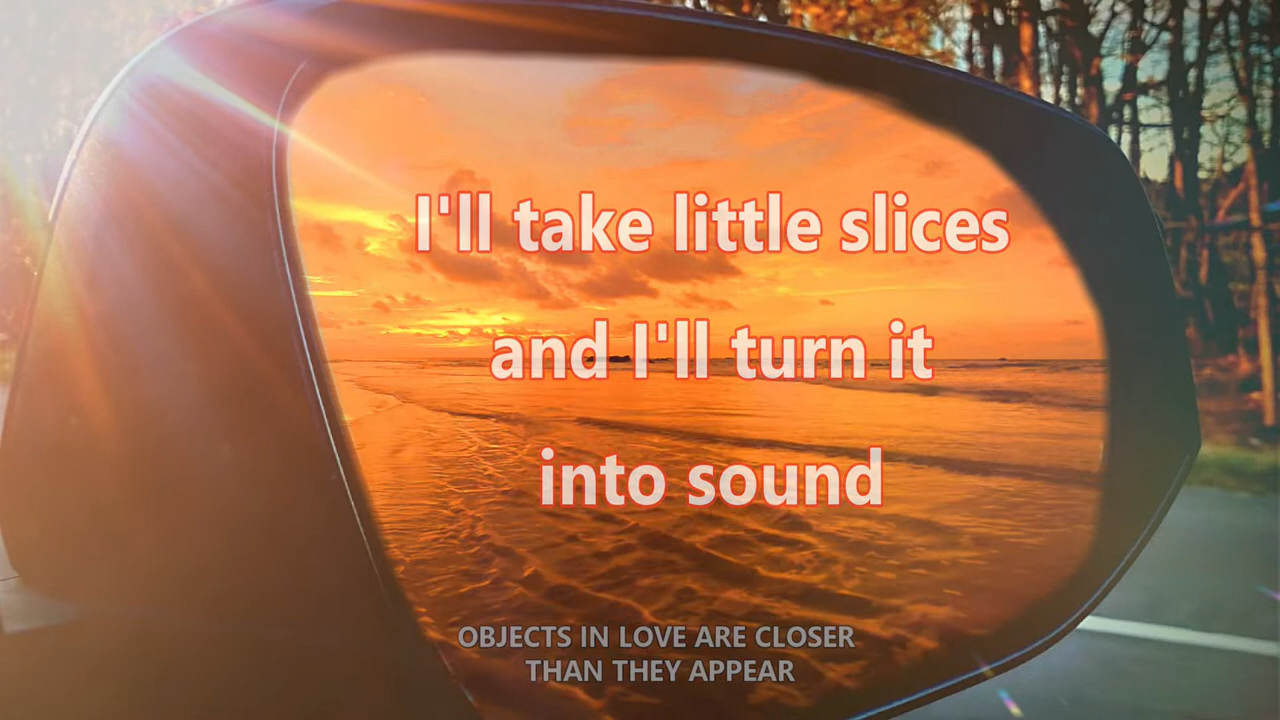 I'll take little slices
and I'll turn it
into sound
OBJECTS IN LOVE ARE CLOSER
THAN THEY APPEAR